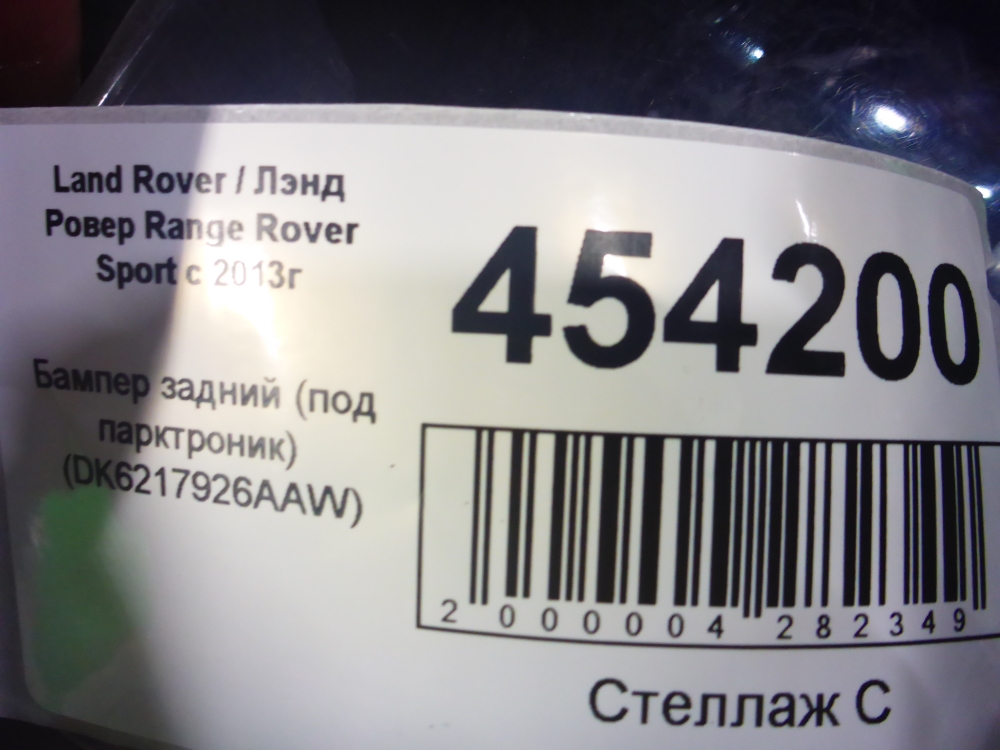 Land Rover / Лэнд
Ровер Range Rover
Sport с 2013г
Бампер задний (под
парктроник)
(DK6217926AAW)
454200
2 000004 282349
Стеллаж С